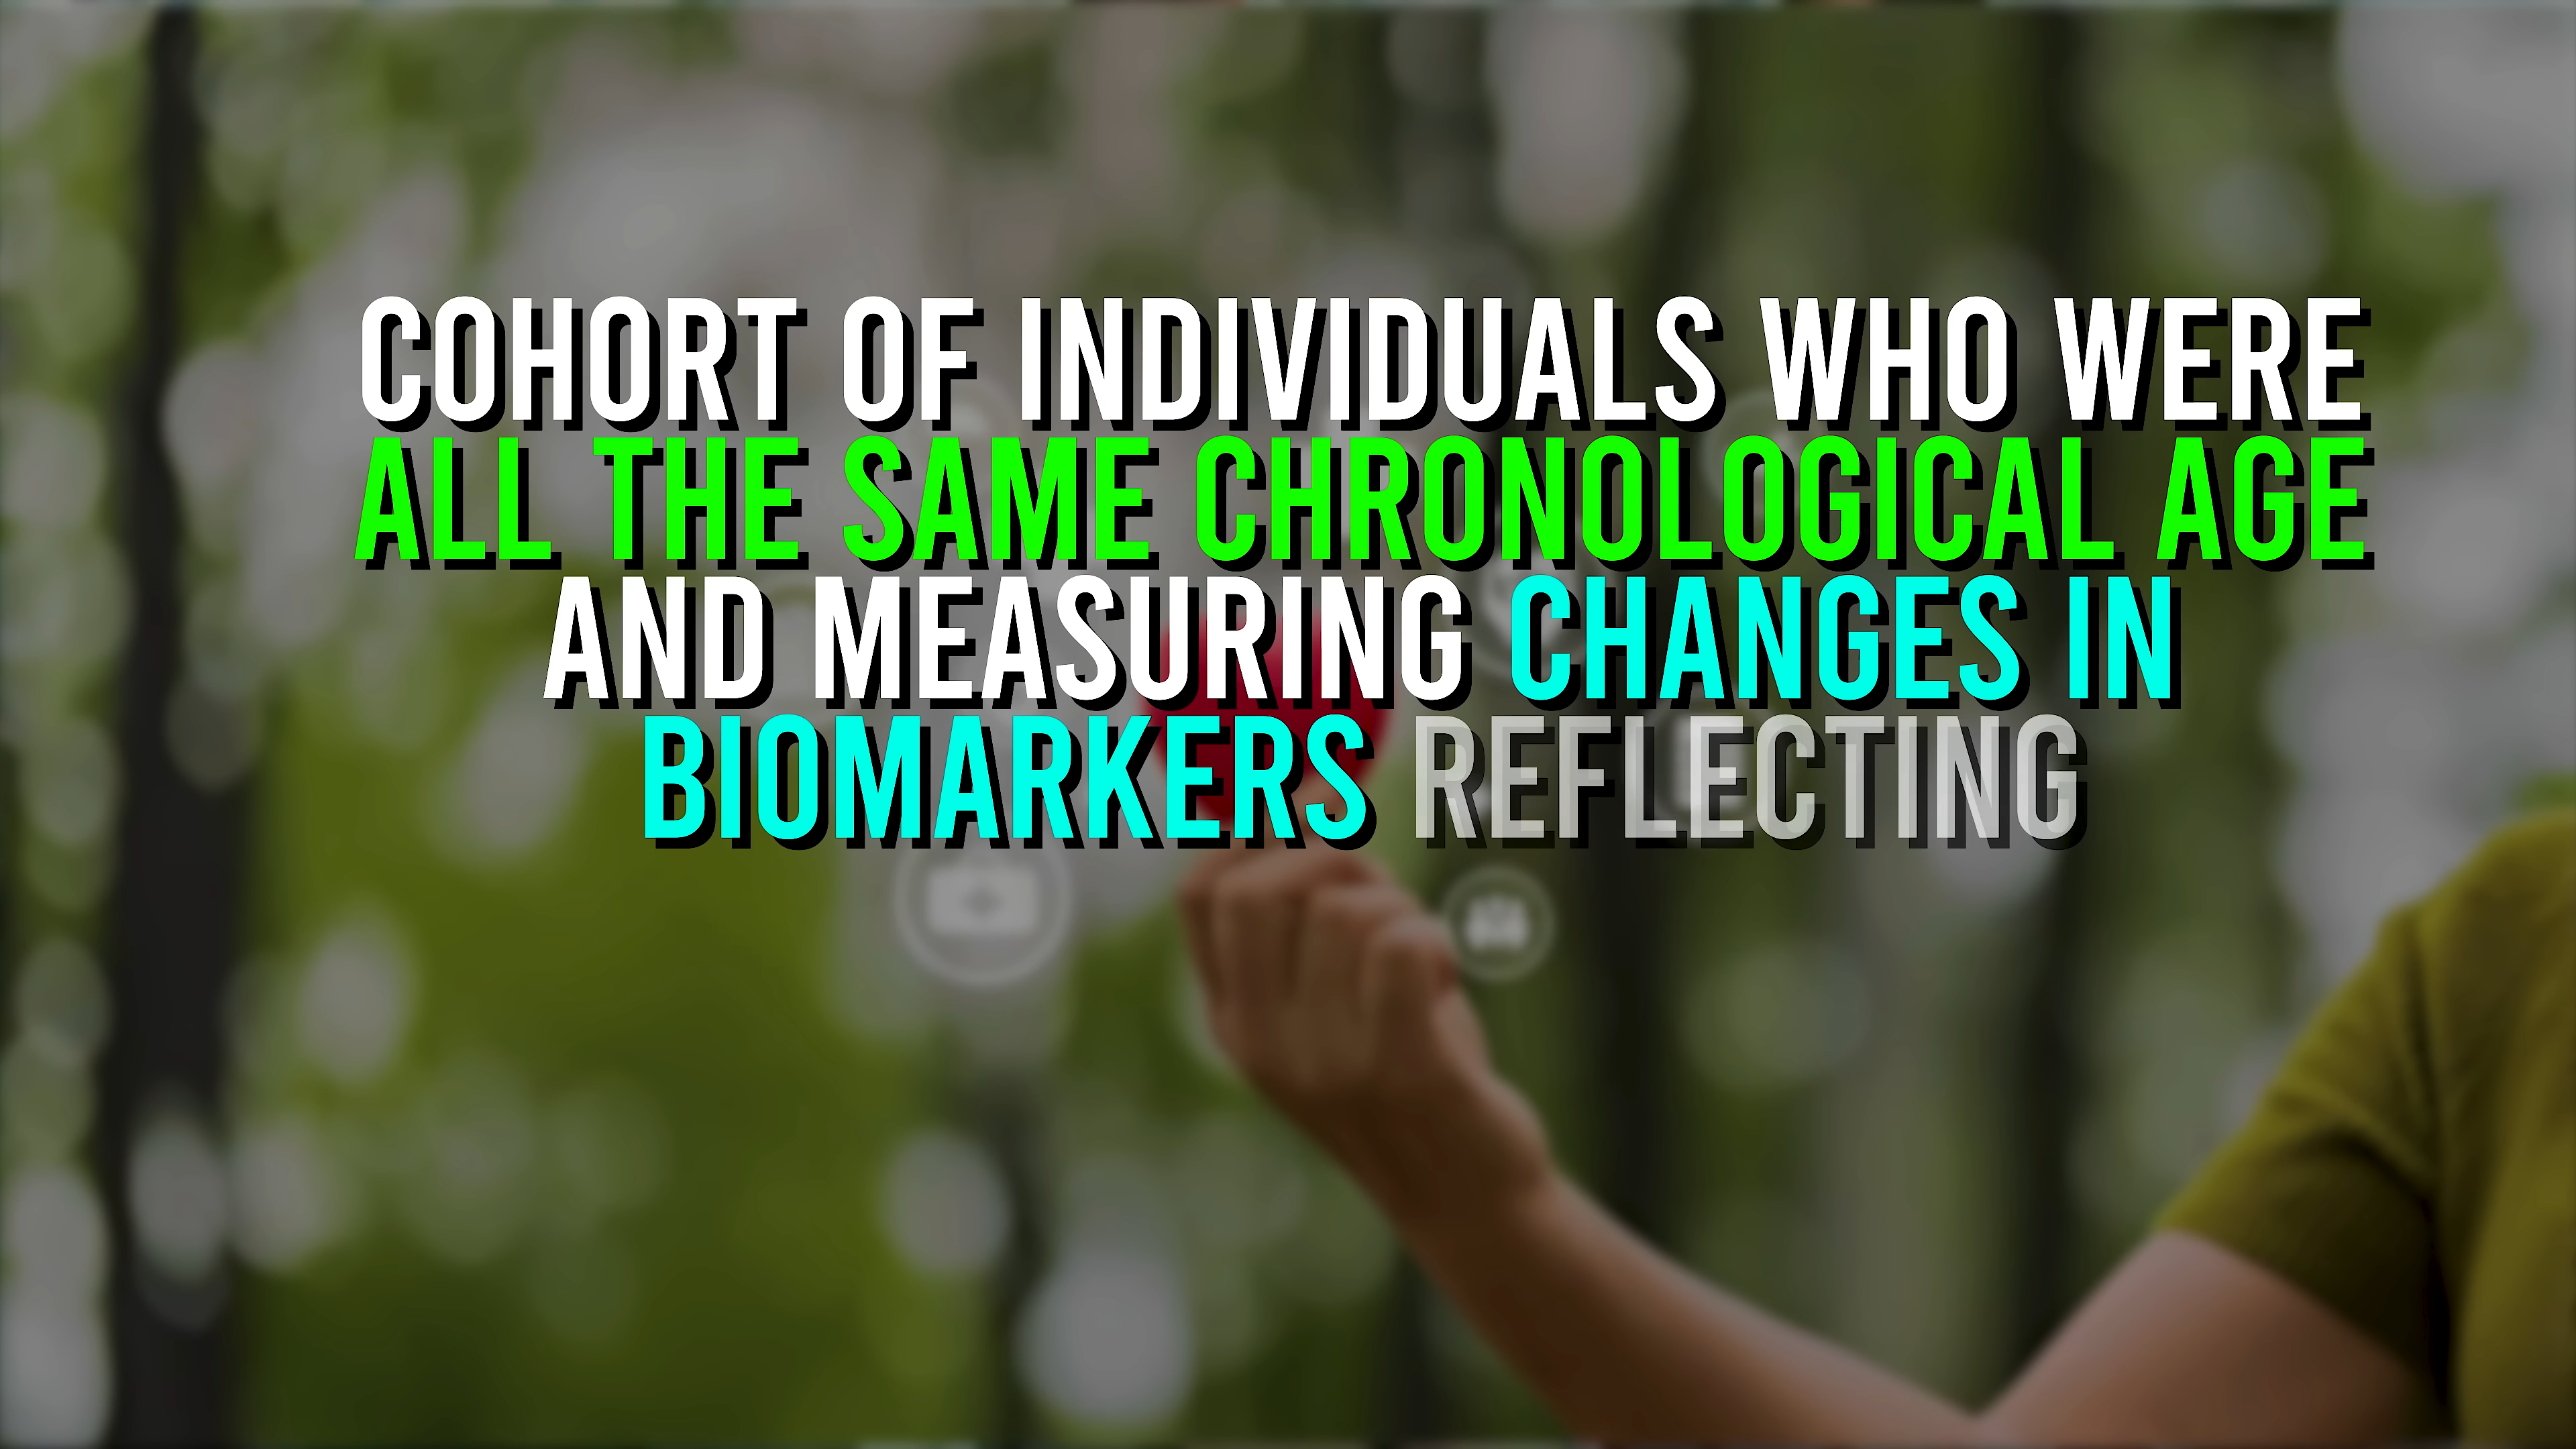 COHORT OF INDIVIDUALS WHO WERE
ALL THE SAME CHRONOLOGICAL AGE
AND MEASURING CHANGES IN
BIOMARKERS REFLECTING